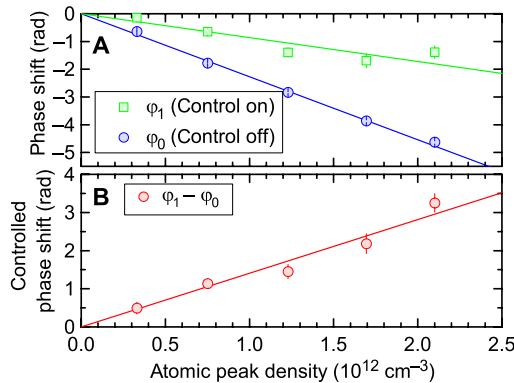 0
-1
-2
-3
-4
-5
Phase shift (rad)
A
φ1 (Control on)
φ0 (Control off)
4
3
2
1
0
Controlled
phase shift (rad)
B
φ1 – φ0
0.0 0.5 1.0 1.5 2.0 2.5
Atomic peak density (10¹² cm⁻³)